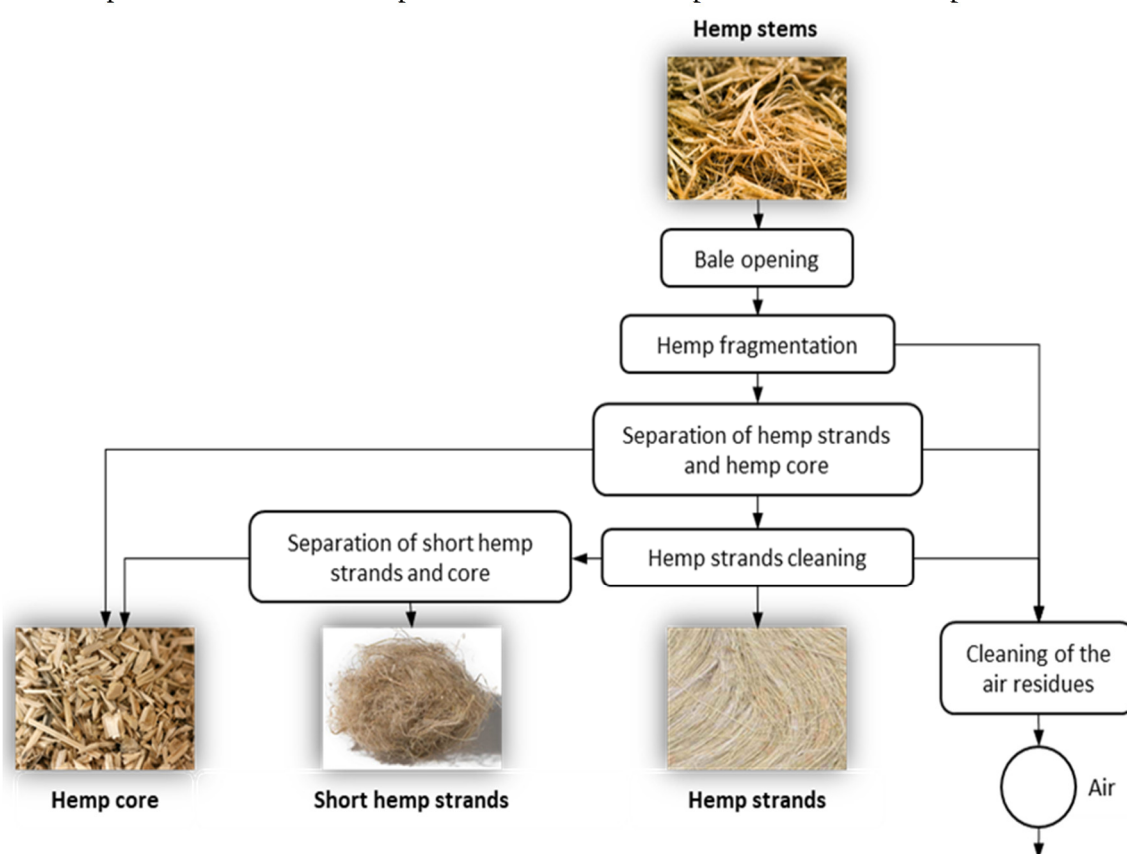 Hemp stems
Bale opening
Hemp fragmentation
Separation of hemp strands
and hemp core
Separation of short hemp
strands and core
Hemp strands cleaning
Cleaning of the
air residues
Hemp core
Short hemp strands
Hemp strands
Air